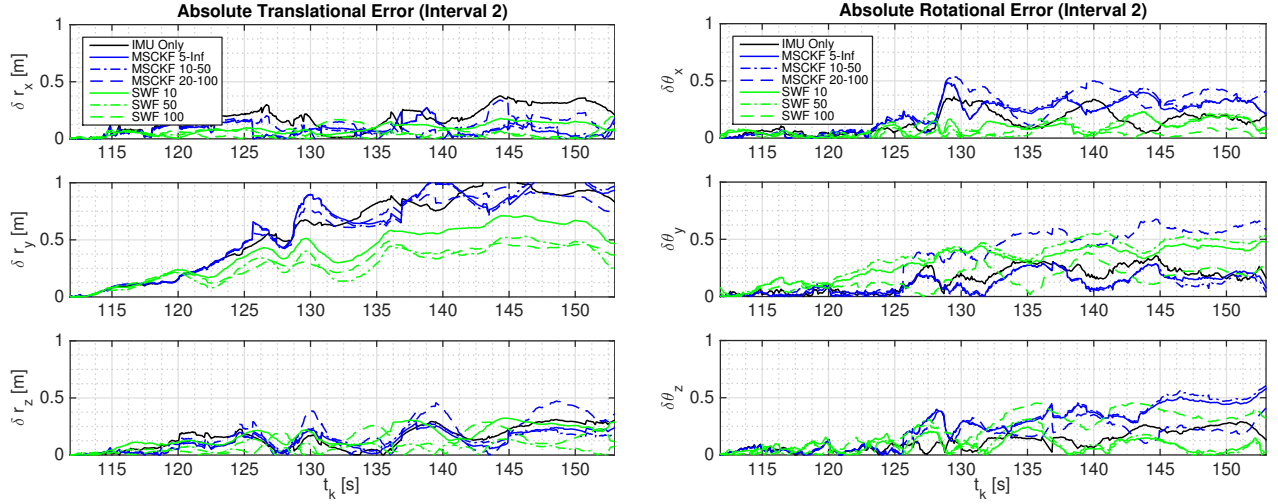 Absolute Translational Error (Interval 2)
δ r_x [m]
1
0.5
0
IMU Only
MSCKF 5-Inf
MSCKF 10-50
MSCKF 20-100
SWF 10
SWF 50
SWF 100
115 120 125 130 135 140 145 150
δ r_y [m]
1
0.5
0
115 120 125 130 135 140 145 150
δ r_z [m]
1
0.5
0
115 120 125 130 135 140 145 150
t_k [s]
Absolute Rotational Error (Interval 2)
δθ_x
1
0.5
0
IMU Only
MSCKF 5-Inf
MSCKF 10-50
MSCKF 20-100
SWF 10
SWF 50
SWF 100
115 120 125 130 135 140 145 150
δθ_y
1
0.5
0
115 120 125 130 135 140 145 150
δθ_z
1
0.5
0
115 120 125 130 135 140 145 150
t_k [s]